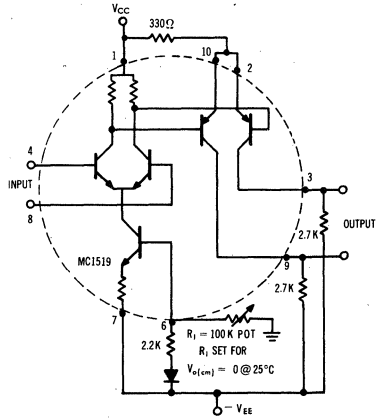 VCC
330Ω
1
10
2
4
INPUT
8
3
2.7K
OUTPUT
9
2.7K
MC1519
7
6
2.2K
R1 = 100 K POT
R1 SET FOR
Vo(cm) = 0 @ 25°C
− VEE